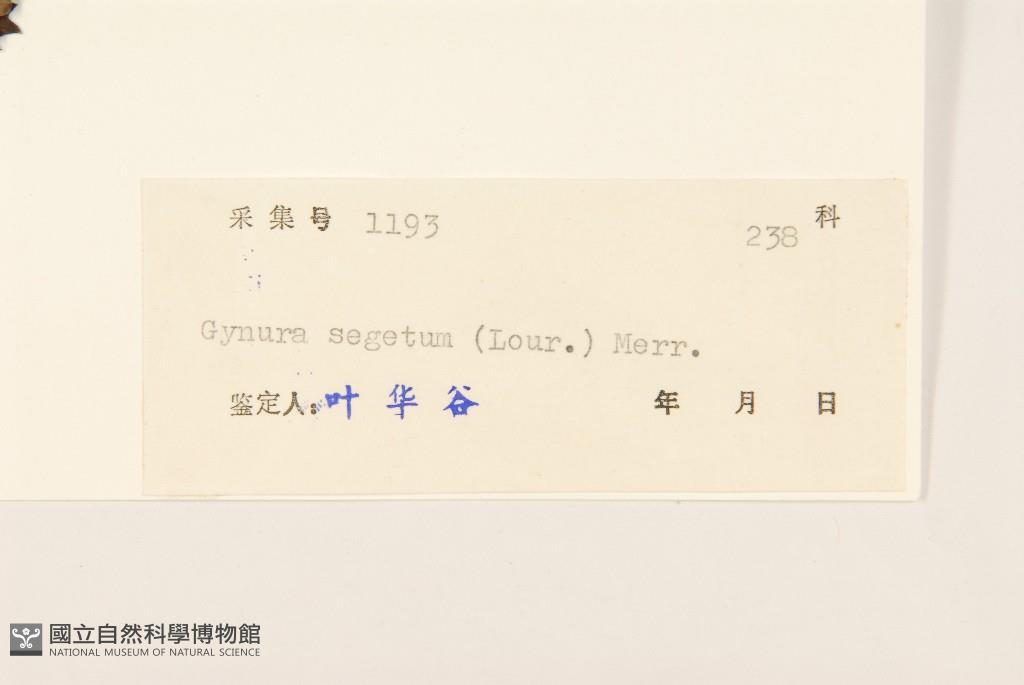 采集号 1193 238 科
Gynura segetum (Lour.) Merr.
鉴定人: 叶华谷 年 月 日
國立自然科學博物館
NATIONAL MUSEUM OF NATURAL SCIENCE